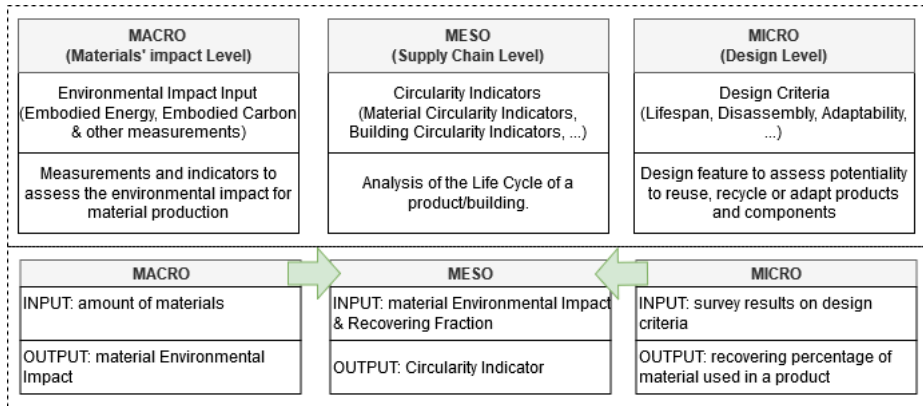 MACRO
(Materials' impact Level)
Environmental Impact Input
(Embodied Energy, Embodied Carbon
& other measurements)
Measurements and indicators to
assess the environmental impact for
material production
MESO
(Supply Chain Level)
Circularity Indicators
(Material Circularity Indicators,
Building Circularity Indicators, ...)
Analysis of the Life Cycle of a
product/building.
MICRO
(Design Level)
Design Criteria
(Lifespan, Disassembly, Adaptability,
...)
Design feature to assess potentiality
to reuse, recycle or adapt products
and components
MACRO
INPUT: amount of materials
OUTPUT: material Environmental
Impact
MESO
INPUT: material Environmental Impact
& Recovering Fraction
OUTPUT: Circularity Indicator
MICRO
INPUT: survey results on design
criteria
OUTPUT: recovering percentage of
material used in a product